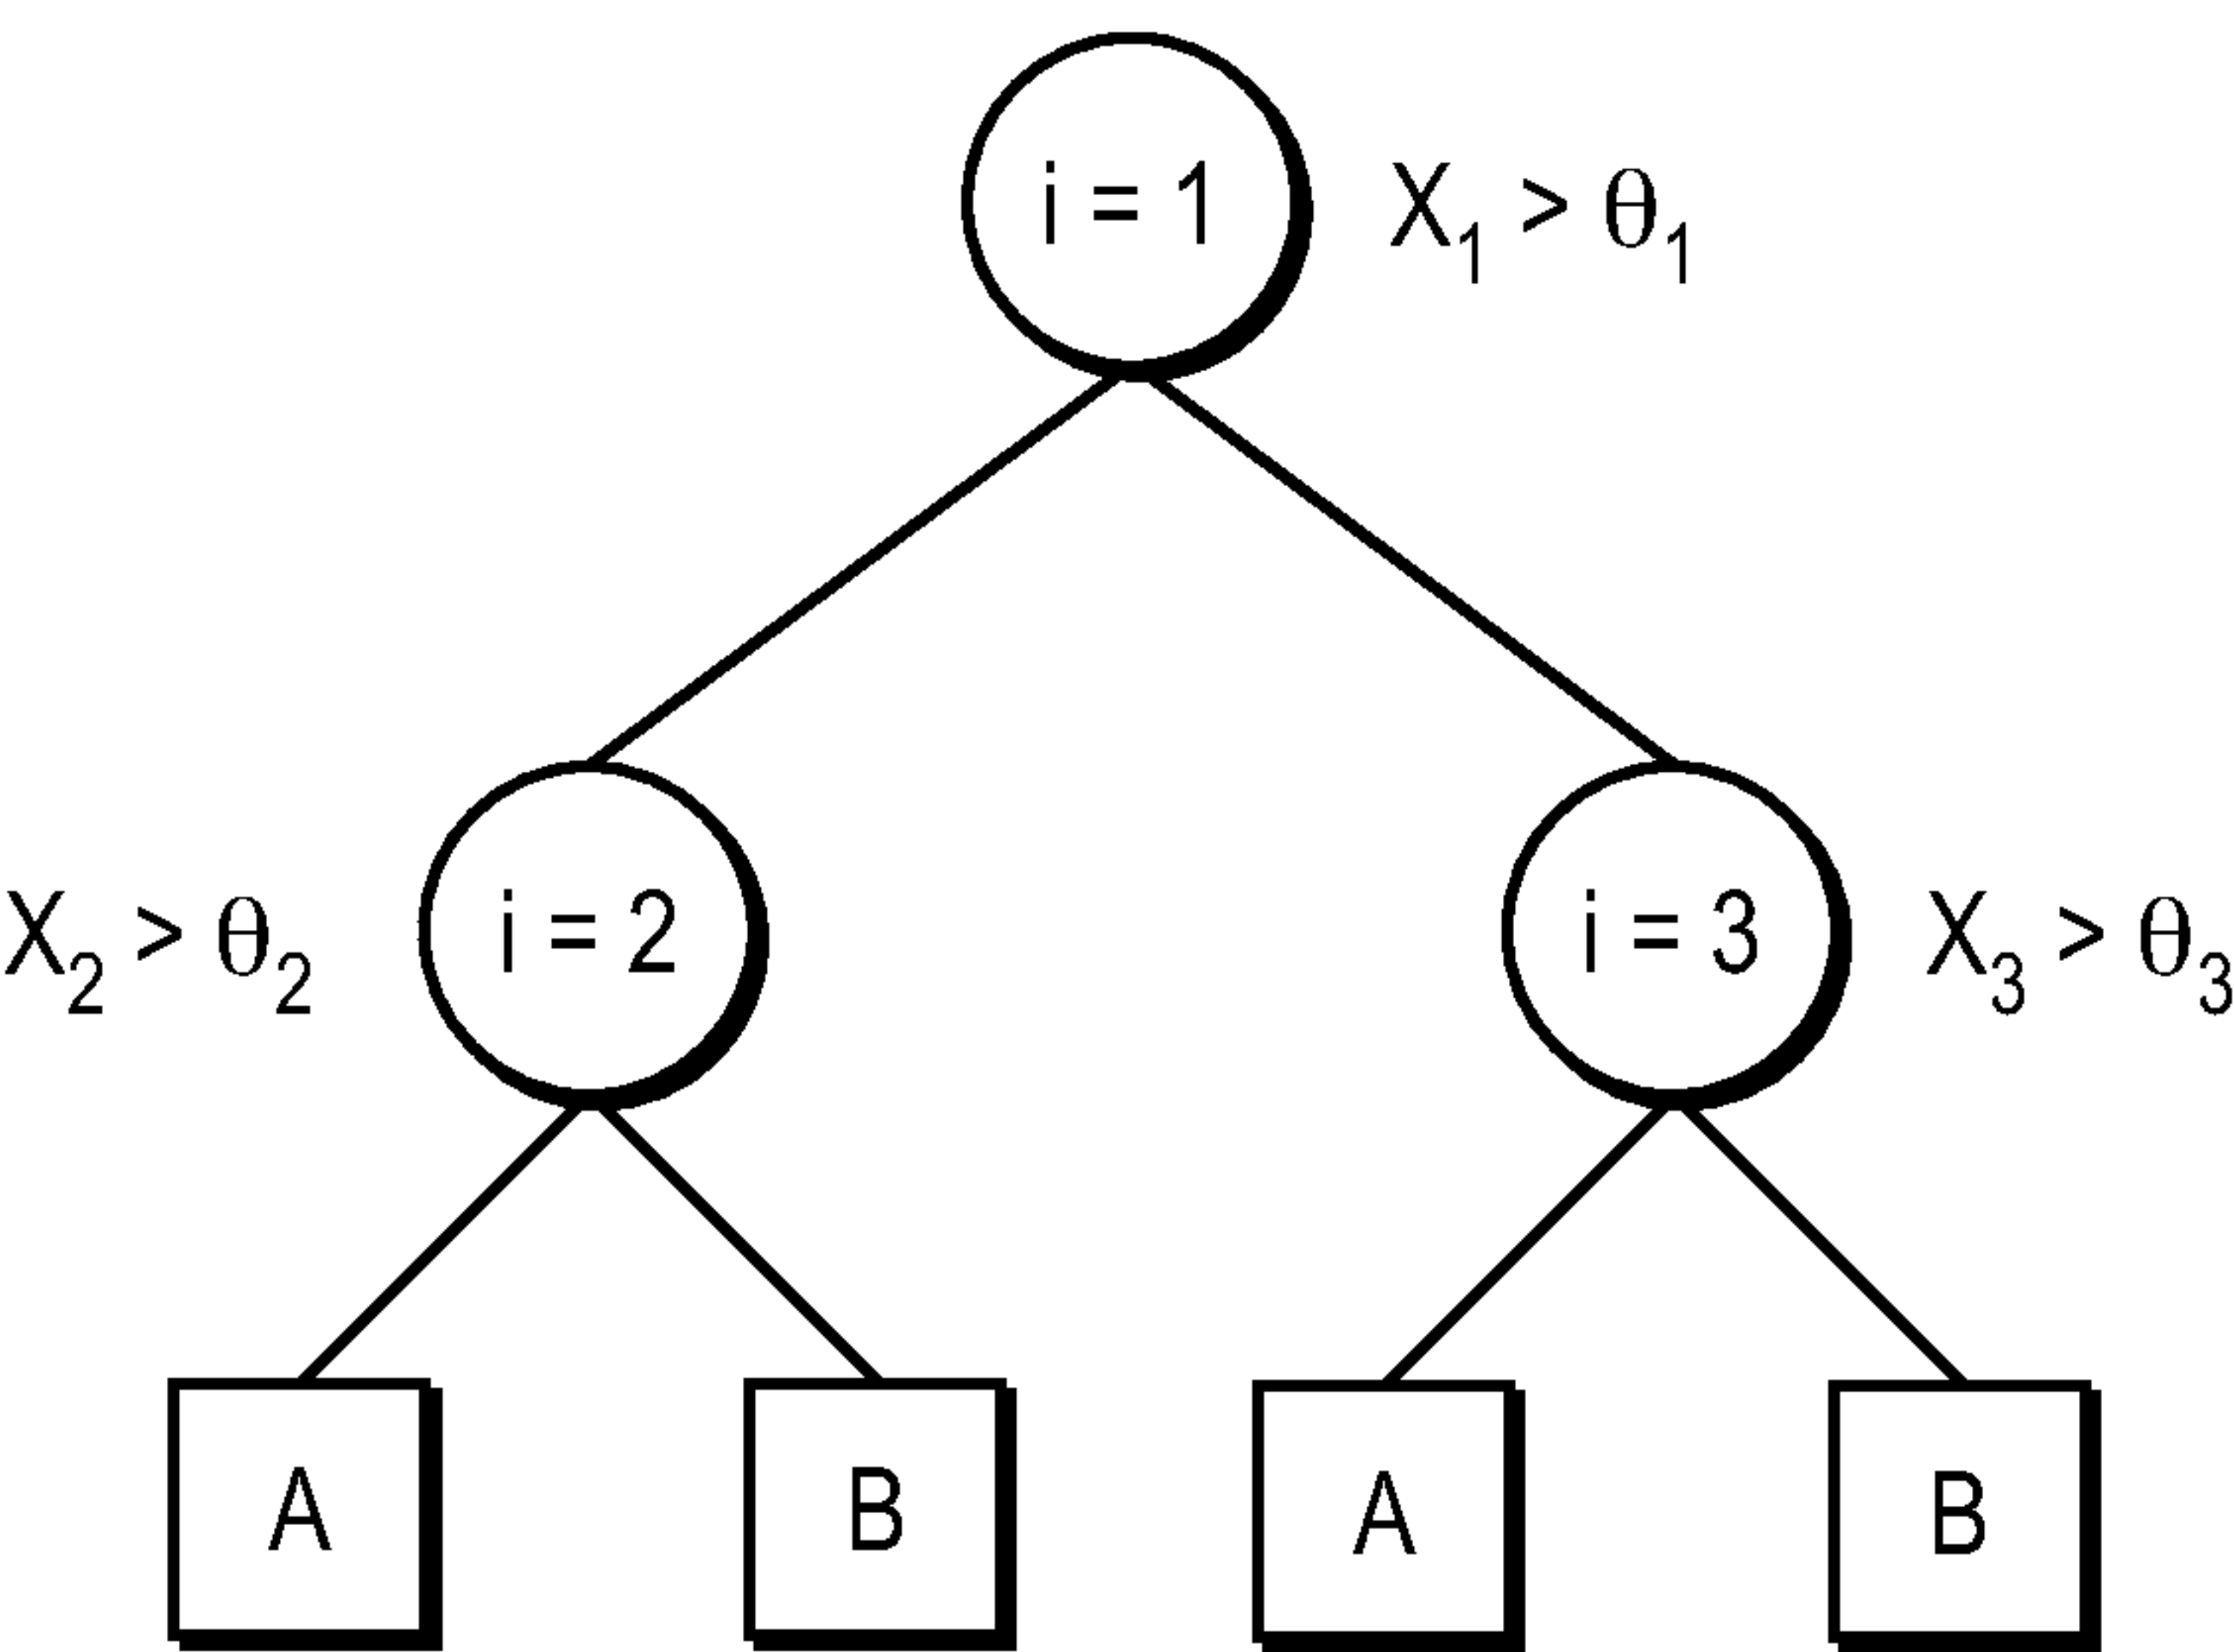 i = 1 X₁ > θ₁
X₂ > θ₂ i = 2 i = 3 X₃ > θ₃
A B A B